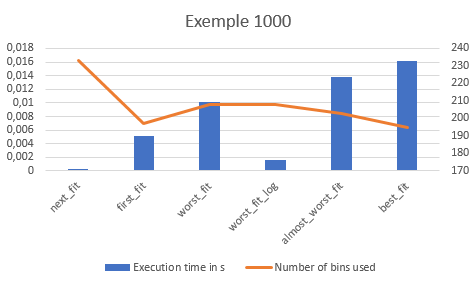 Exemple 1000
0,018
0,016
0,014
0,012
0,01
0,008
0,006
0,004
0,002
0
240
230
220
210
200
190
180
170
next_fit
first_fit
worst_fit
worst_fit_log
almost_worst_fit
best_fit
Execution time in s
Number of bins used